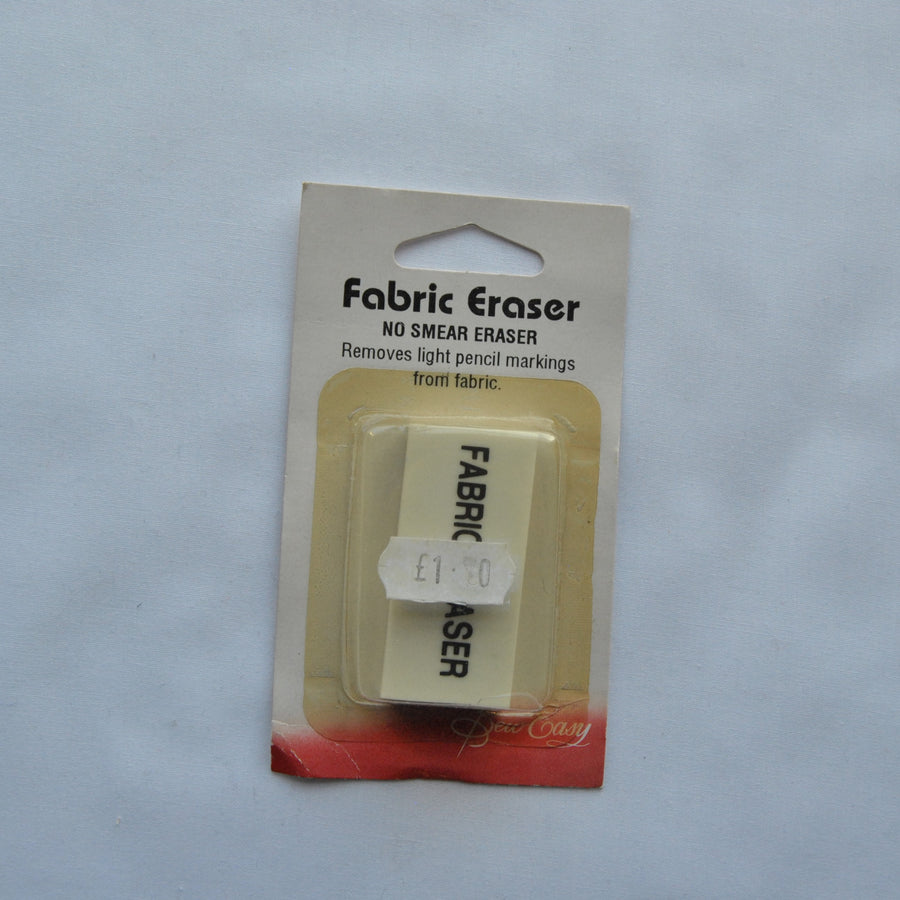 Fabric Eraser
NO SMEAR ERASER
Removes light pencil markings
from fabric.
FABRIC
ASER
Sew Easy